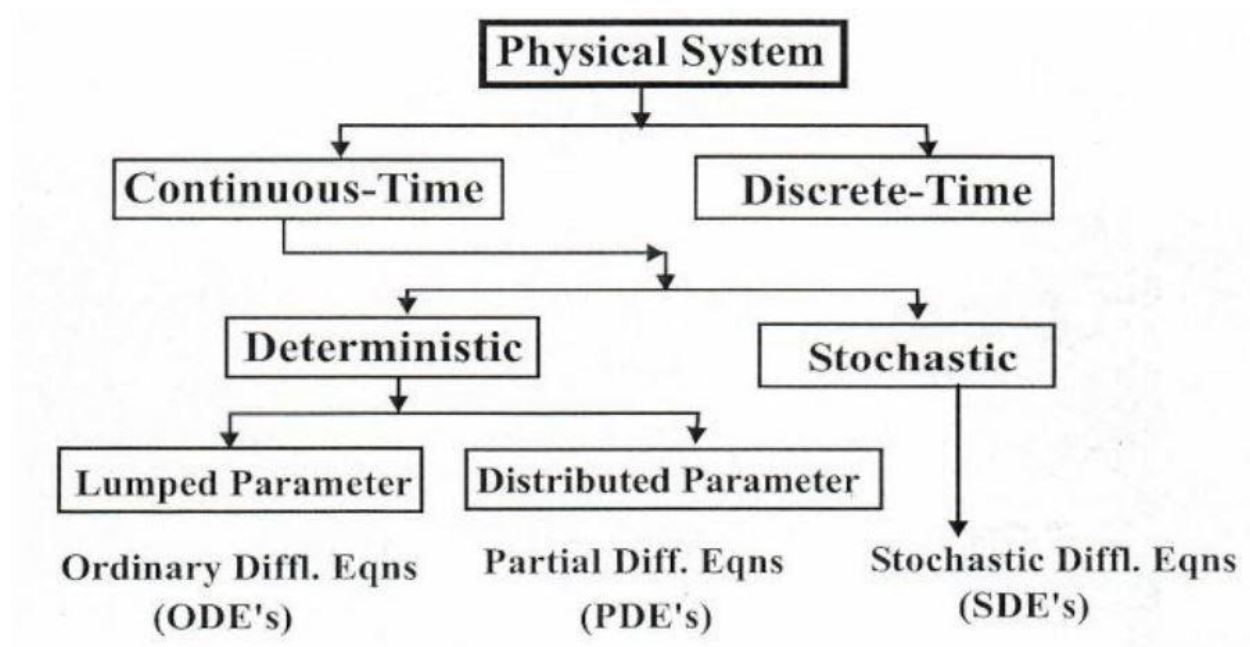 Physical System
Continuous-Time
Discrete-Time
Deterministic
Stochastic
Lumped Parameter
Distributed Parameter
Ordinary Diffl. Eqns
(ODE's)
Partial Diff. Eqns
(PDE's)
Stochastic Diffl. Eqns
(SDE's)